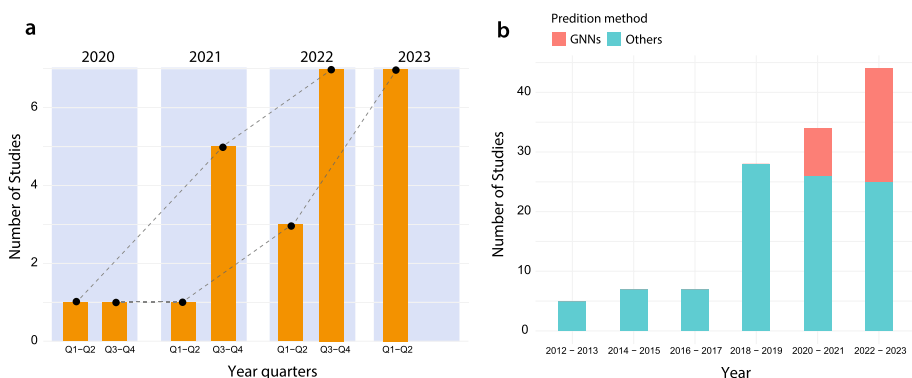 a
2020 2021 2022 2023
Number of Studies
6
4
2
0
Q1–Q2 Q3–Q4 Q1–Q2 Q3–Q4 Q1–Q2 Q3–Q4 Q1–Q2
Year quarters
b
Predition method
GNNs Others
Number of Studies
40
30
20
10
0
2012 – 2013 2014 – 2015 2016 – 2017 2018 – 2019 2020 – 2021 2022 – 2023
Year